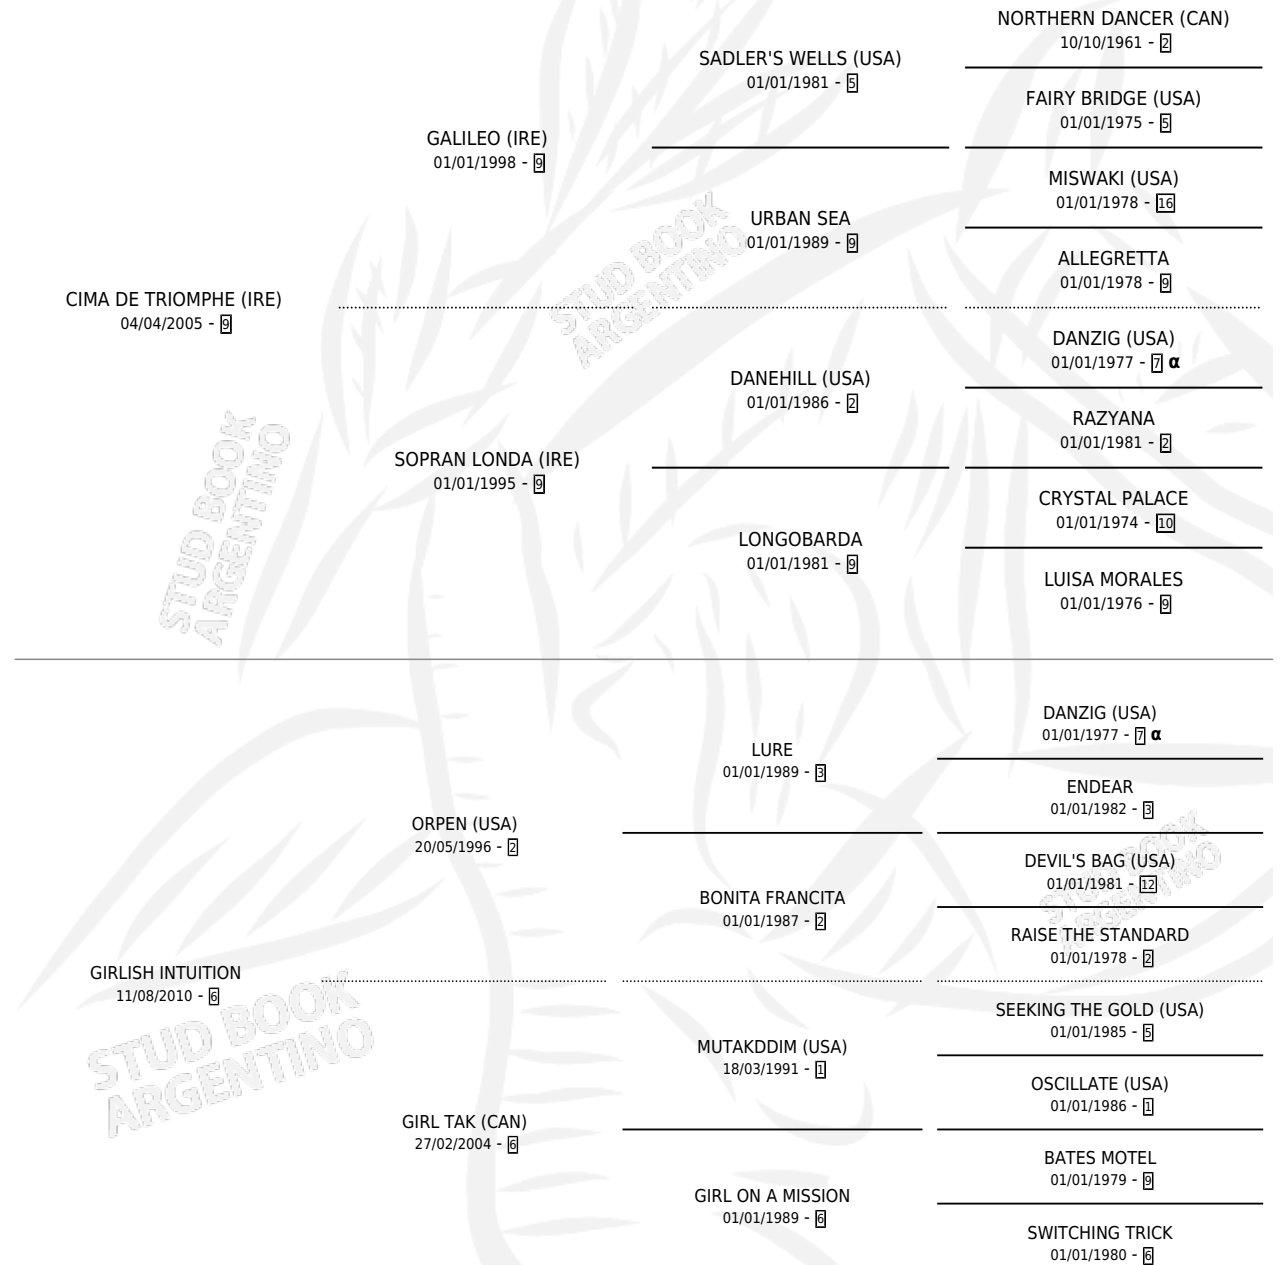 NORTHERN DANCER (CAN)
10/10/1961 - 2
SADLER'S WELLS (USA)
01/01/1981 - 5
FAIRY BRIDGE (USA)
01/01/1975 - 5
GALILEO (IRE)
01/01/1998 - 9
MISWAKI (USA)
01/01/1978 - 16
URBAN SEA
01/01/1989 - 9
ALLEGRETTA
01/01/1978 - 9
CIMA DE TRIOMPHE (IRE)
04/04/2005 - 9
DANZIG (USA)
01/01/1977 - 7 α
DANEHILL (USA)
01/01/1986 - 2
RAZYANA
01/01/1981 - 2
SOPRAN LONDA (IRE)
01/01/1995 - 9
CRYSTAL PALACE
01/01/1974 - 10
LONGOBARDA
01/01/1981 - 9
LUISA MORALES
01/01/1976 - 9
DANZIG (USA)
01/01/1977 - 7 α
LURE
01/01/1989 - 3
ENDEAR
01/01/1982 - 3
ORPEN (USA)
20/05/1996 - 2
DEVIL'S BAG (USA)
01/01/1981 - 12
BONITA FRANCITA
01/01/1987 - 2
RAISE THE STANDARD
01/01/1978 - 2
GIRLISH INTUITION
11/08/2010 - 6
SEEKING THE GOLD (USA)
01/01/1985 - 5
MUTAKDDIM (USA)
18/03/1991 - 1
OSCILLATE (USA)
01/01/1986 - 1
GIRL TAK (CAN)
27/02/2004 - 6
BATES MOTEL
01/01/1979 - 9
GIRL ON A MISSION
01/01/1989 - 6
SWITCHING TRICK
01/01/1980 - 6
STUD BOOK
ARGENTINO
STUD BOOK
ARGENTINO
STUD BOOK
ARGENTINO
STUD BOOK
ARGENTINO